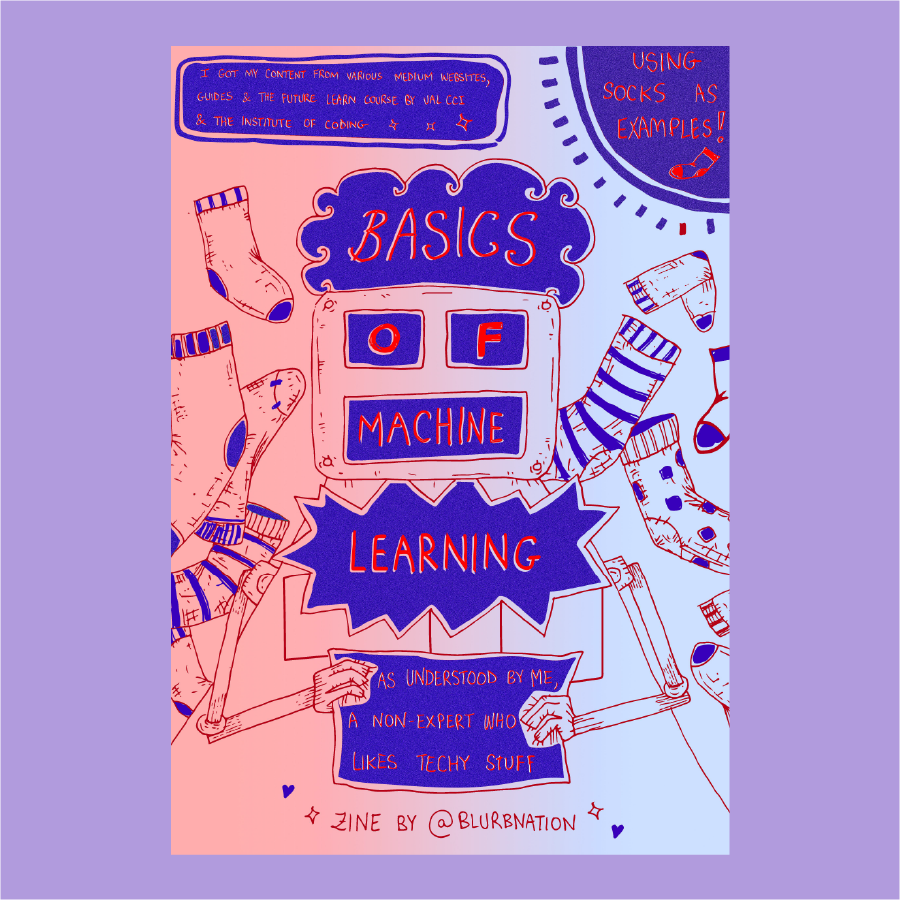 I GOT MY CONTENT FROM VARIOUS MEDIUM WEBSITES,
GUIDES & THE FUTURE LEARN COURSE BY UAL CCI
& THE INSTITUTE OF CODING
USING
SOCKS AS
EXAMPLES!!
BASICS
OF
MACHINE
LEARNING
AS UNDERSTOOD BY ME,
A NON-EXPERT WHO
LIKES TECHY STUFF
ZINE BY @BLURBNATION